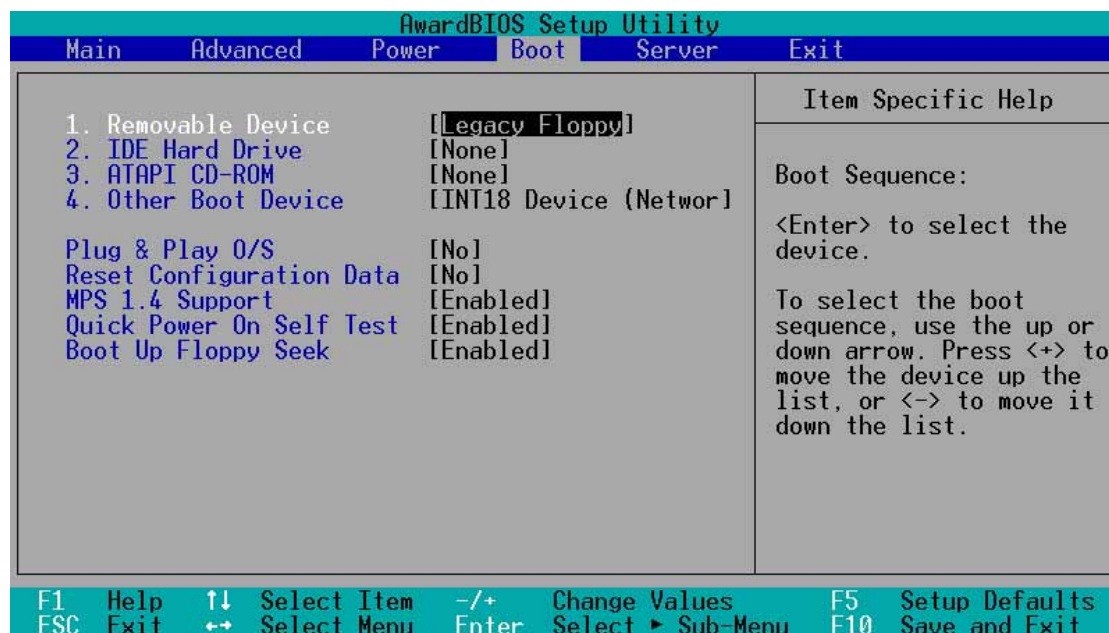 AwardBIOS Setup Utility
Main Advanced Power Boot Server Exit
1. Removable Device [Legacy Floppy]
2. IDE Hard Drive [None]
3. ATAPI CD-ROM [None]
4. Other Boot Device [INT18 Device (Networ]
Plug & Play O/S [No]
Reset Configuration Data [No]
MPS 1.4 Support [Enabled]
Quick Power On Self Test [Enabled]
Boot Up Floppy Seek [Enabled]
Item Specific Help
Boot Sequence:
<Enter> to select the
device.
To select the boot
sequence, use the up or
down arrow. Press <+> to
move the device up the
list, or <-> to move it
down the list.
F1 Help ↑↓ Select Item -/+ Change Values F5 Setup Defaults
ESC Exit ←→ Select Menu Enter Select ► Sub-Menu F10 Save and Exit